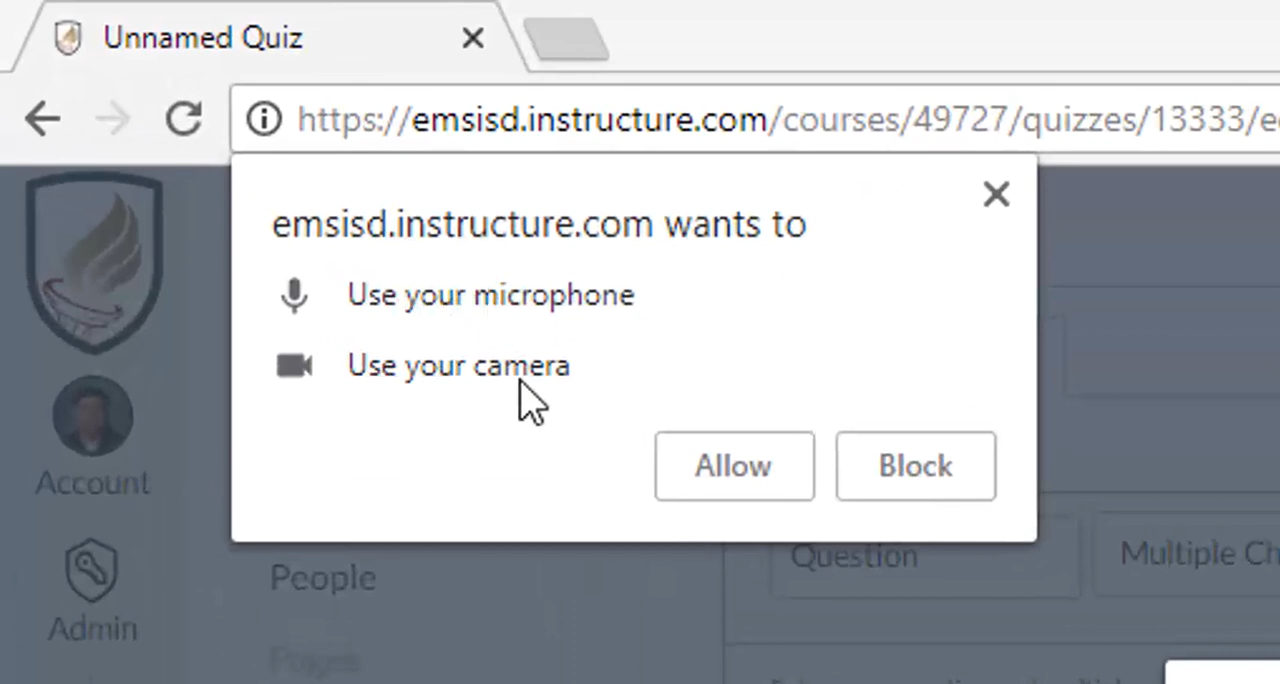 Unnamed Quiz
https://emsisd.instructure.com/courses/49727/quizzes/13333/e
emsisd.instructure.com wants to
Use your microphone
Use your camera
Allow Block
Account
Question Multiple Ch
People
Admin
Pages